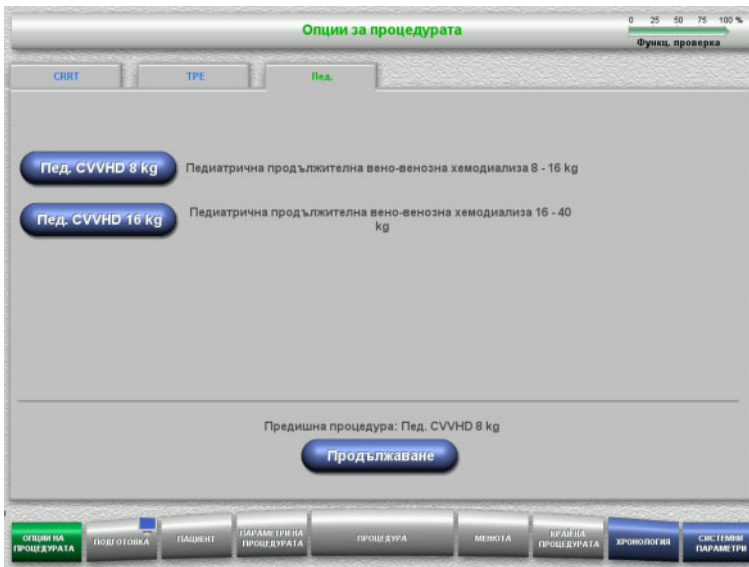 Опции за процедурата
0 25 50 75 100 %
Функц. проверка
CRRT
TPE
Пед.
Пед. CVVHD 8 kg
Педиатрична продължителна вено-венозна хемодиализа 8 - 16 kg
Пед. CVVHD 16 kg
Педиатрична продължителна вено-венозна хемодиализа 16 - 40
kg
Предишна процедура: Пед. CVVHD 8 kg
Продължаване
ОПЦИИ НА
ПРОЦЕДУРАТА
ПОДГОТОВКА
ПАЦИЕНТ
ПАРАМЕТРИ НА
ПРОЦЕДУРАТА
ПРОЦЕДУРА
МЕНЮТА
КРАЙ НА
ПРОЦЕДУРАТА
ХРОНОЛОГИЯ
СИСТЕМНИ
ПАРАМЕТРИ